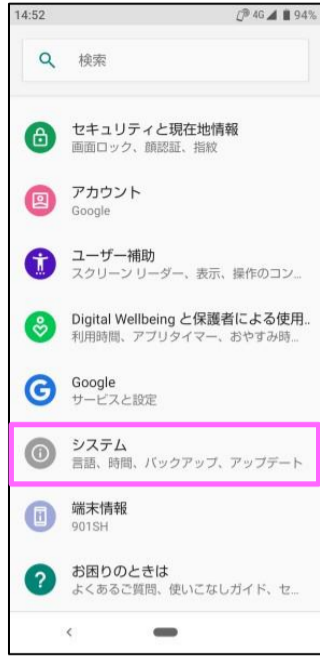 14:52 4G 94%
検索
セキュリティと現在地情報
画面ロック、顔認証、指紋
アカウント
Google
ユーザー補助
スクリーン リーダー、表示、操作のコン...
Digital Wellbeing と保護者による使用..
利用時間、アプリタイマー、おやすみ時...
Google
サービスと設定
システム
言語、時間、バックアップ、アップデート
端末情報
901SH
お困りのときは
よくあるご質問、使いこなしガイド、セ...